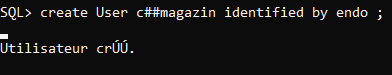 SQL> create User c##magazin identified by endo ;
Utilisateur crÚÚ.